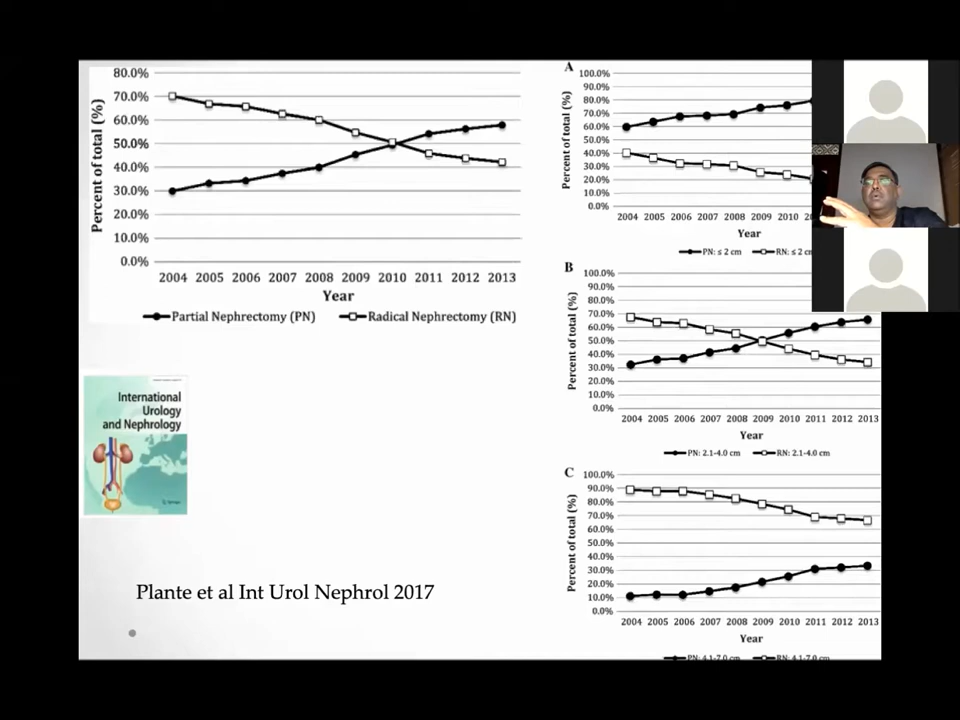 80.0%
70.0%
60.0%
50.0%
40.0%
30.0%
20.0%
10.0%
0.0%
Percent of total (%)
2004 2005 2006 2007 2008 2009 2010 2011 2012 2013
Year
Partial Nephrectomy (PN) Radical Nephrectomy (RN)
International
Urology
and Nephrology
Plante et al Int Urol Nephrol 2017
A
100.0%
90.0%
80.0%
70.0%
60.0%
50.0%
40.0%
30.0%
20.0%
10.0%
0.0%
Percent of total (%)
2004 2005 2006 2007 2008 2009 2010 2011
Year
PN: ≤ 2 cm RN: ≤ 2
B
100.0%
90.0%
80.0%
70.0%
60.0%
50.0%
40.0%
30.0%
20.0%
10.0%
0.0%
Percent of total (%)
2004 2005 2006 2007 2008 2009 2010 2011 2012 2013
Year
PN: 2.1-4.0 cm RN: 2.1-4.0 cm
C
100.0%
90.0%
80.0%
70.0%
60.0%
50.0%
40.0%
30.0%
20.0%
10.0%
0.0%
Percent of total (%)
2004 2005 2006 2007 2008 2009 2010 2011 2012 2013
Year
PN: 4.1-7.0 cm RN: 4.1-7.0 cm